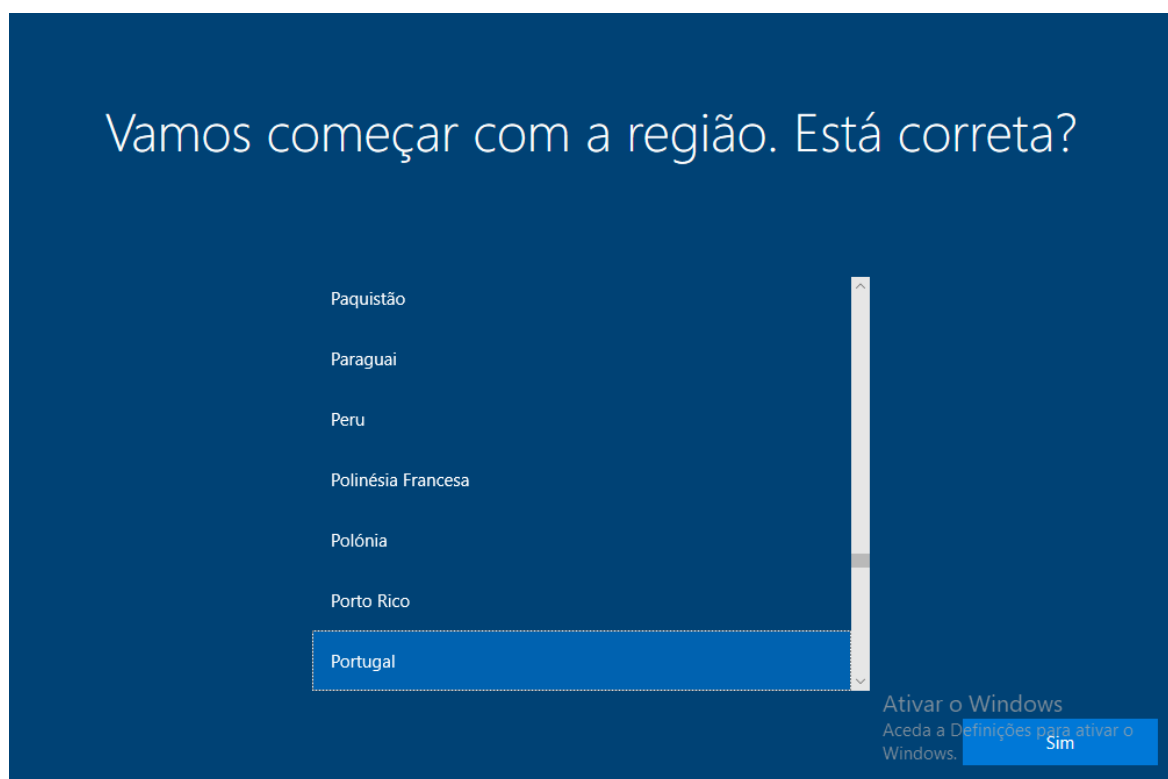 Vamos começar com a região. Está correta?
Paquistão
Paraguai
Peru
Polinésia Francesa
Polónia
Porto Rico
Portugal
Ativar o Windows
Aceda a Definições para ativar o
Windows.
Sim